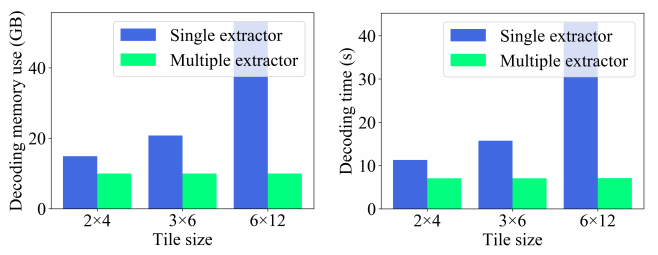 Decoding memory use (GB)
40
20
0
Single extractor
Multiple extractor
2×4
3×6
6×12
Tile size
Decoding time (s)
40
30
20
10
0
Single extractor
Multiple extractor
2×4
3×6
6×12
Tile size